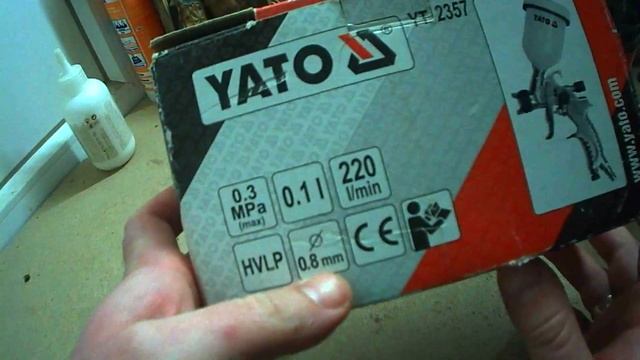 YATO
YT 2357
YATO
www.yato.com
0.3
MPa
(max)
0.1 l
220
l/min
HVLP
0.8 mm
CE